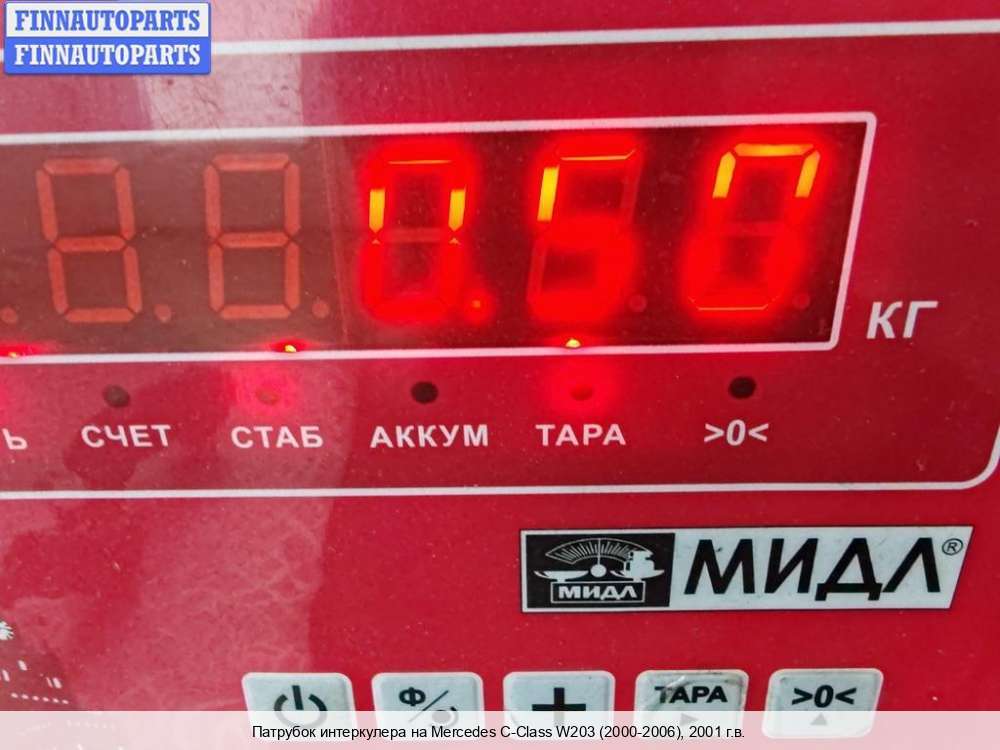 FINNAUTOPARTS
FINNAUTOPARTS
0.50
КГ
Ь СЧЕТ СТАБ АККУМ ТАРА >0<
МИДЛ МИДЛ®
Ф/ + ТАРА >0<
Патрубок интеркулера на Mercedes C-Class W203 (2000-2006), 2001 г.в.